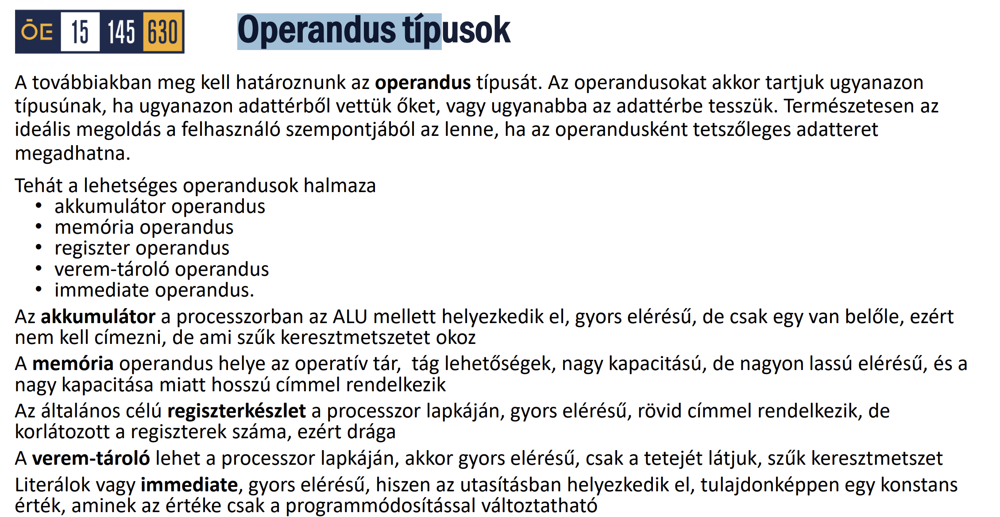 ŌE 15 145 630
Operandus típusok
A továbbiakban meg kell határoznunk az operandus típusát. Az operandusokat akkor tartjuk ugyanazon
típusúnak, ha ugyanazon adattérből vettük őket, vagy ugyanabba az adattérbe tesszük. Természetesen az
ideális megoldás a felhasználó szempontjából az lenne, ha az operandusként tetszőleges adatteret
megadhatna.
Tehát a lehetséges operandusok halmaza
• akkumulátor operandus
• memória operandus
• regiszter operandus
• verem-tároló operandus
• immediate operandus.
Az akkumulátor a processzorban az ALU mellett helyezkedik el, gyors elérésű, de csak egy van belőle, ezért
nem kell címezni, de ami szűk keresztmetszetet okoz
A memória operandus helye az operatív tár,  tág lehetőségek, nagy kapacitású, de nagyon lassú elérésű, és a
nagy kapacitása miatt hosszú címmel rendelkezik
Az általános célú regiszterkészlet a processzor lapkáján, gyors elérésű, rövid címmel rendelkezik, de
korlátozott a regiszterek száma, ezért drága
A verem-tároló lehet a processzor lapkáján, akkor gyors elérésű, csak a tetejét látjuk, szűk keresztmetszet
Literálok vagy immediate, gyors elérésű, hiszen az utasításban helyezkedik el, tulajdonképpen egy konstans
érték, aminek az értéke csak a programmódosítással változtatható